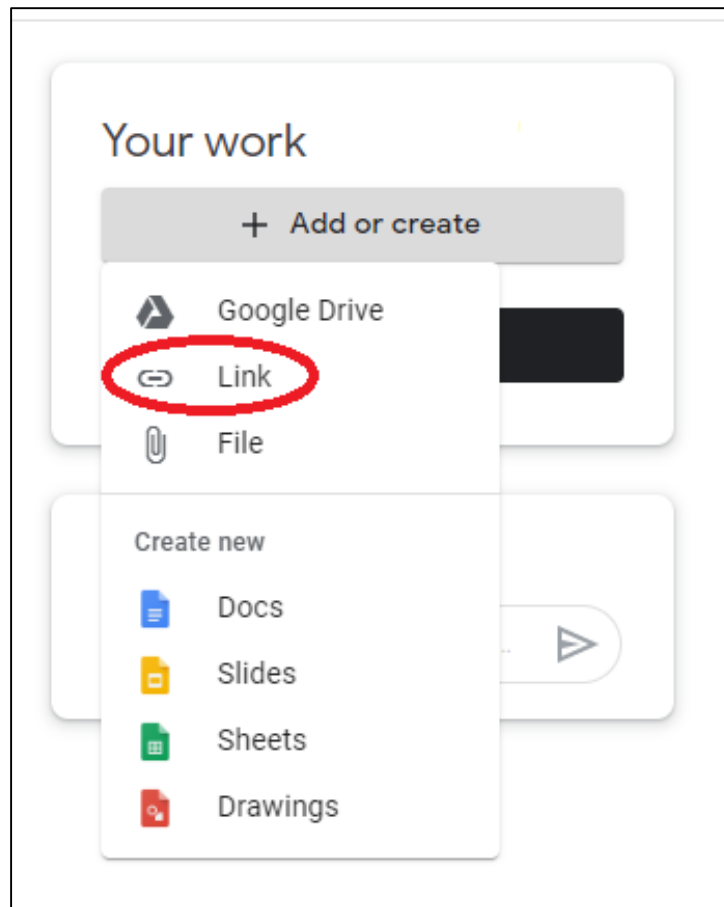 Your work
+ Add or create
Google Drive
Link
File
Create new
Docs
Slides
Sheets
Drawings